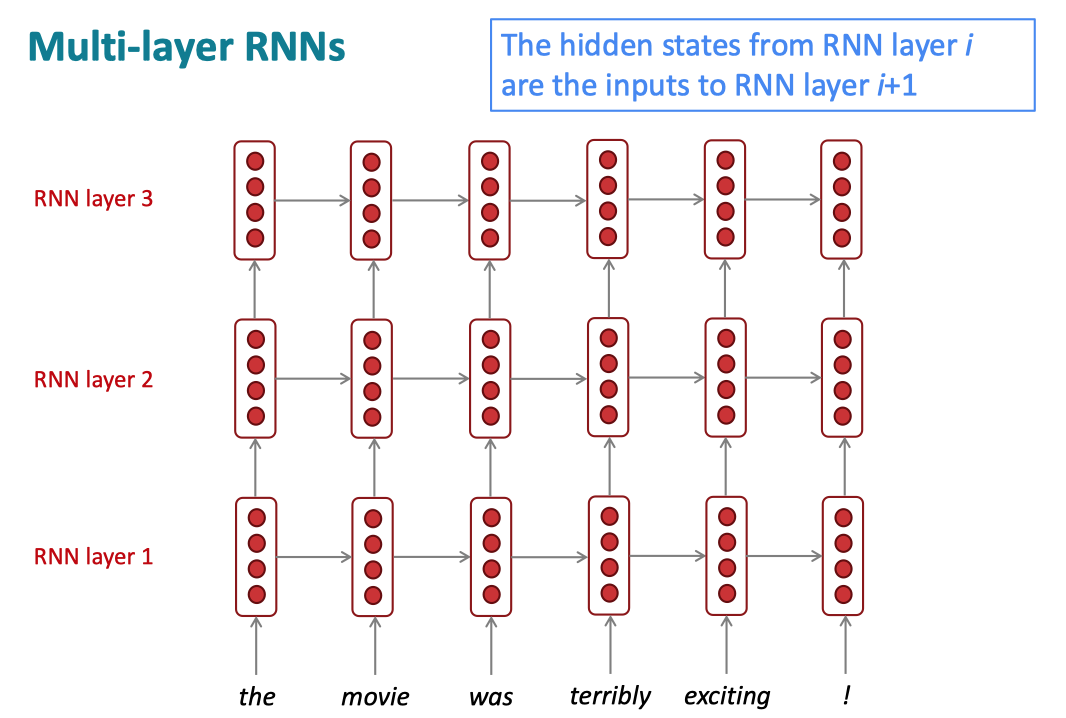 Multi-layer RNNs
The hidden states from RNN layer i
are the inputs to RNN layer i+1
RNN layer 3
RNN layer 2
RNN layer 1
the movie was terribly exciting !